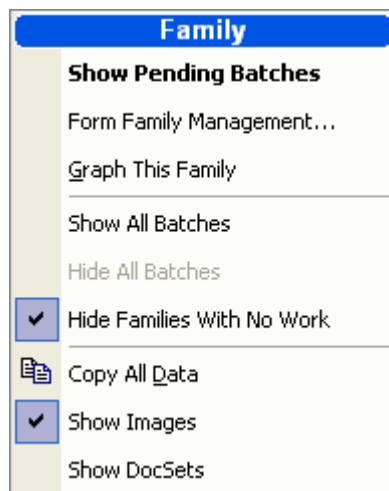 Family
Show Pending Batches
Form Family Management...
Graph This Family
Show All Batches
Hide All Batches
Hide Families With No Work
Copy All Data
Show Images
Show DocSets